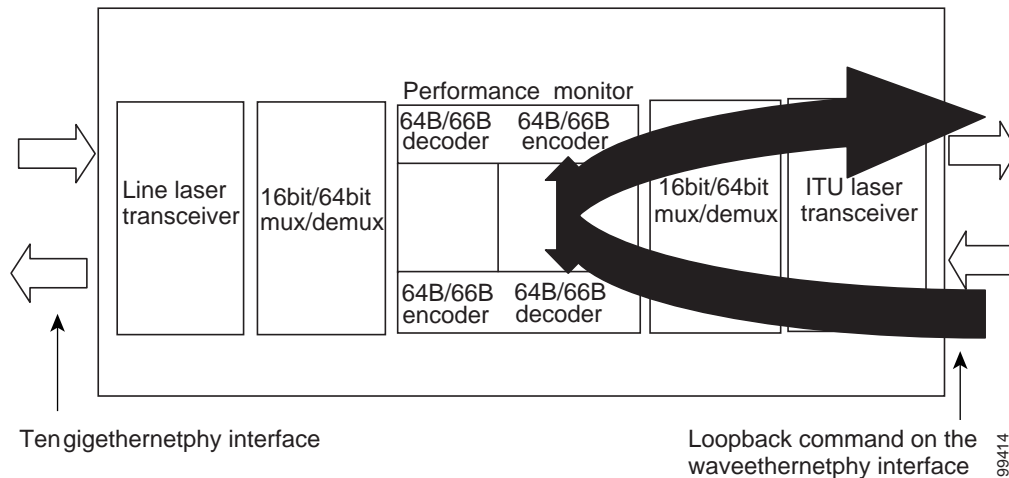 Performance monitor
64B/66B
decoder
64B/66B
encoder
Line laser
transceiver
16bit/64bit
mux/demux
16bit/64bit
mux/demux
ITU laser
transceiver
64B/66B
encoder
64B/66B
decoder
Tengigethernetphy interface
Loopback command on the
waveethernetphy interface
99414